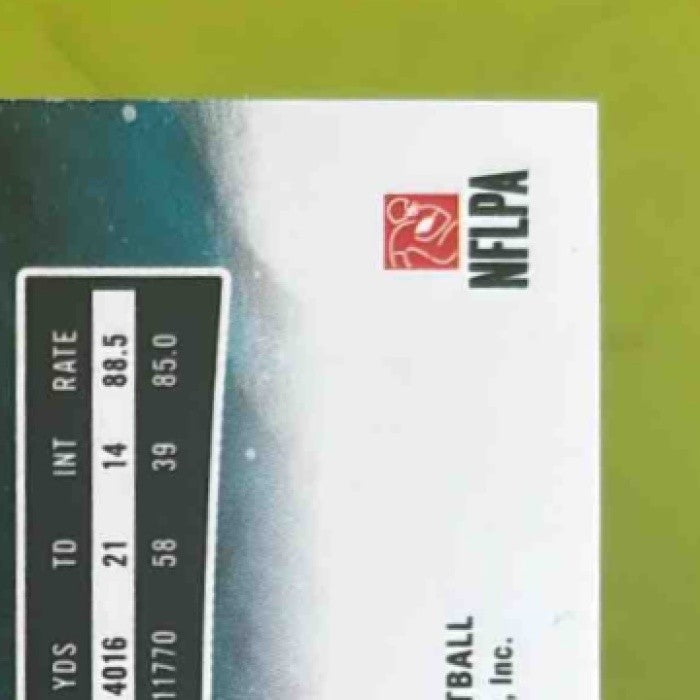 YDS TD INT RATE
4016 21 14 88.5
11770 58 39 85.0
TBALL
, Inc.
NFLPA